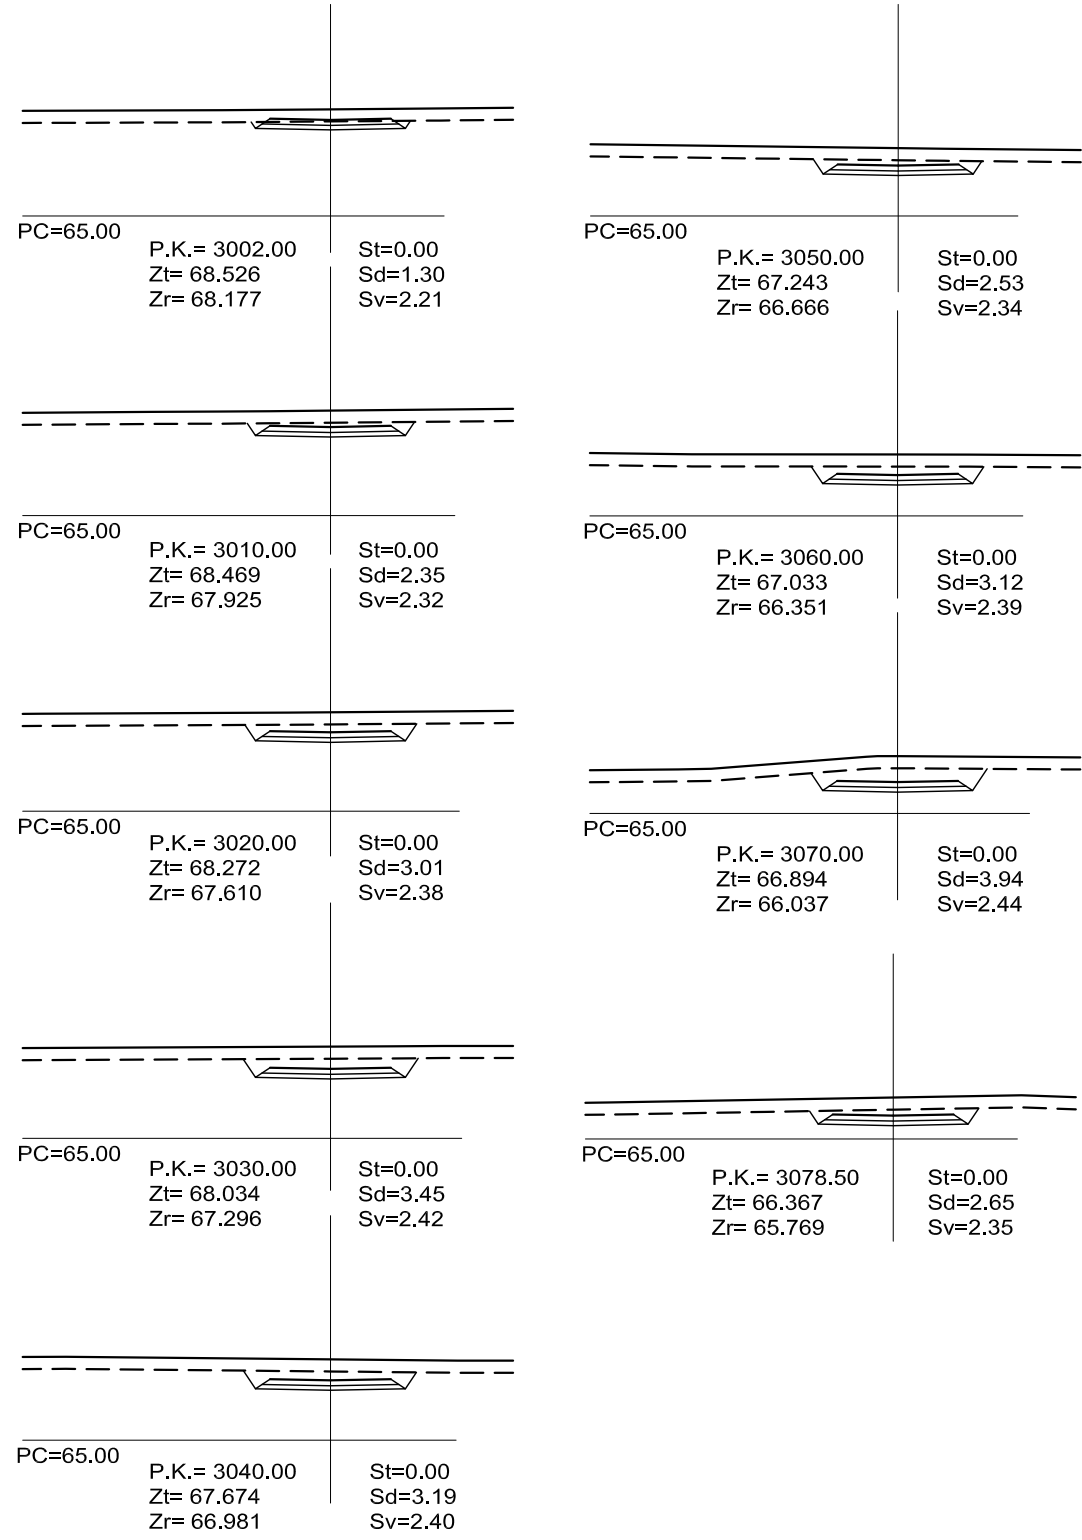 PC=65.00
P.K.= 3002.00 St=0.00
Zt= 68.526 Sd=1.30
Zr= 68.177 Sv=2.21
PC=65.00
P.K.= 3010.00 St=0.00
Zt= 68.469 Sd=2.35
Zr= 67.925 Sv=2.32
PC=65.00
P.K.= 3020.00 St=0.00
Zt= 68.272 Sd=3.01
Zr= 67.610 Sv=2.38
PC=65.00
P.K.= 3030.00 St=0.00
Zt= 68.034 Sd=3.45
Zr= 67.296 Sv=2.42
PC=65.00
P.K.= 3040.00 St=0.00
Zt= 67.674 Sd=3.19
Zr= 66.981 Sv=2.40
PC=65.00
P.K.= 3050.00 St=0.00
Zt= 67.243 Sd=2.53
Zr= 66.666 Sv=2.34
PC=65.00
P.K.= 3060.00 St=0.00
Zt= 67.033 Sd=3.12
Zr= 66.351 Sv=2.39
PC=65.00
P.K.= 3070.00 St=0.00
Zt= 66.894 Sd=3.94
Zr= 66.037 Sv=2.44
PC=65.00
P.K.= 3078.50 St=0.00
Zt= 66.367 Sd=2.65
Zr= 65.769 Sv=2.35